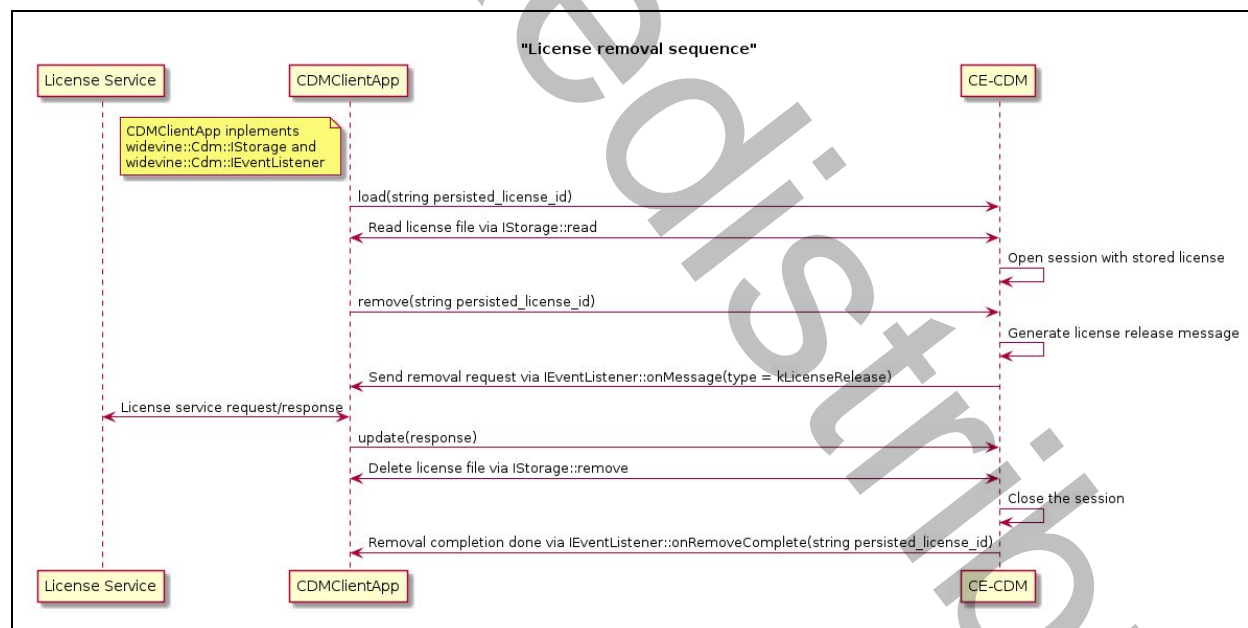 "License removal sequence"
License Service
CDMClientApp
CE-CDM
CDMClientApp inplements
widevine::Cdm::IStorage and
widevine::Cdm::IEventListener
load(string persisted_license_id)
Read license file via IStorage::read
Open session with stored license
remove(string persisted_license_id)
Generate license release message
Send removal request via IEventListener::onMessage(type = kLicenseRelease)
License service request/response
update(response)
Delete license file via IStorage::remove
Close the session
Removal completion done via IEventListener::onRemoveComplete(string persisted_license_id)
License Service
CDMClientApp
CE-CDM